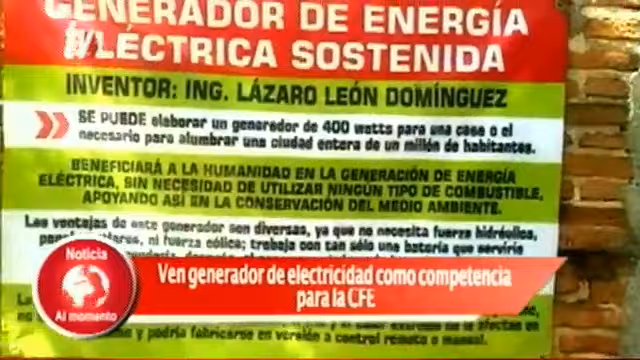 GENERADOR DE ENERGÍA
ELÉCTRICA SOSTENIDA
INVENTOR: ING. LÁZARO LEÓN DOMÍNGUEZ
SE PUEDE elaborar un generador de 400 watts para una casa o el
necesario para alumbrar una ciudad entera de un millón de habitantes.
BENEFICIARÁ A LA HUMANIDAD EN LA GENERACIÓN DE ENERGÍA
ELÉCTRICA, SIN NECESIDAD DE UTILIZAR NINGÚN TIPO DE COMBUSTIBLE,
APOYANDO ASÍ EN LA CONSERVACIÓN DEL MEDIO AMBIENTE.
Las ventajas de este generador son diversas, ya que no necesita fuerza hidráulica,
ni fuerza eólica; trabaja con tan sólo una batería que serviría
Noticia
Al momento
Ven generador de electricidad como competencia
para la CFE
y podría fabricarse en versión a control remoto o manual.